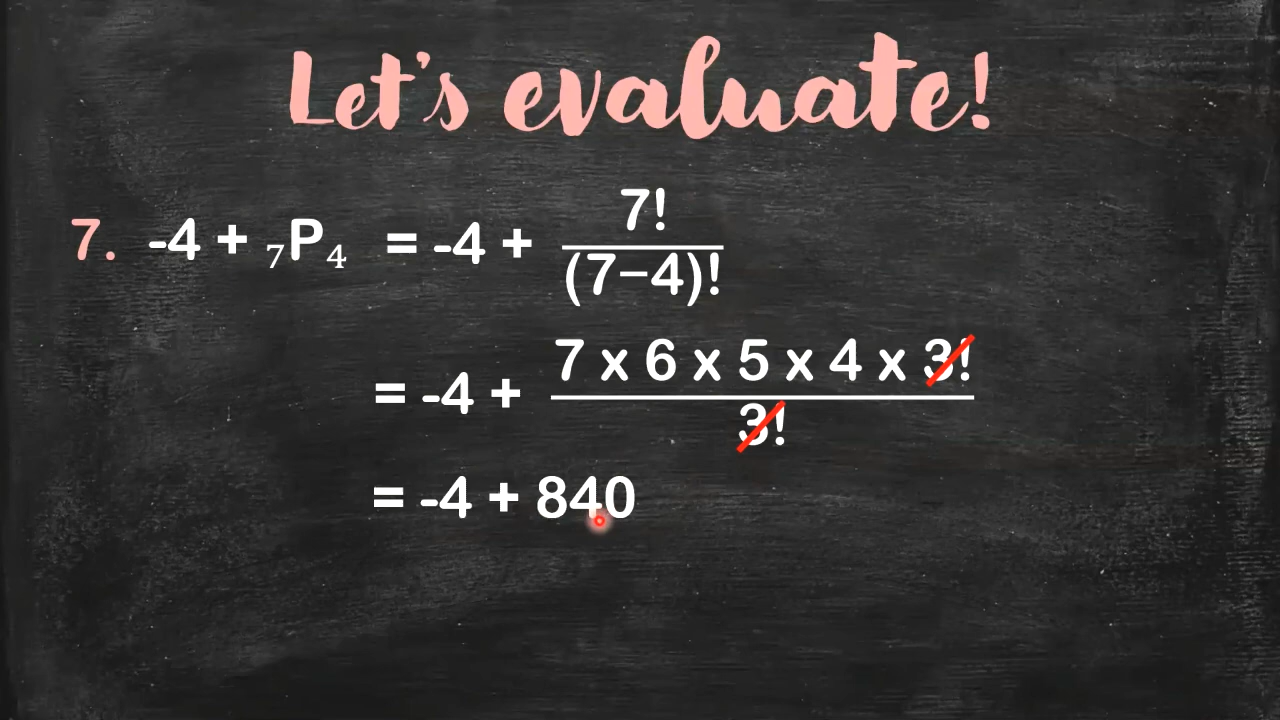 Let's evaluate!
7. -4 + ₇P₄ = -4 + 7!/(7−4)!
= -4 + 7 x 6 x 5 x 4 x 3!/3!
= -4 + 840